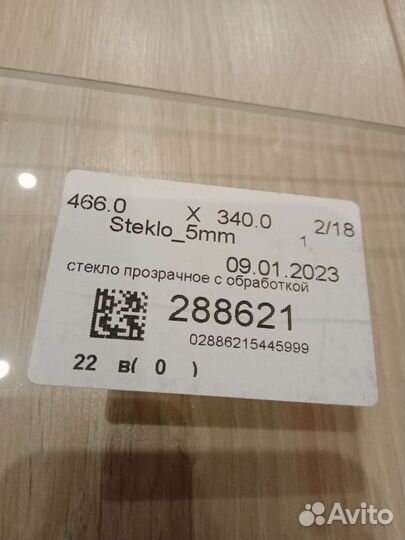 466.0 X 340.0 2/18
Steklo_5mm 1
09.01.2023
стекло прозрачное с обработкой
288621
02886215445999
22 в( 0 )
Avito